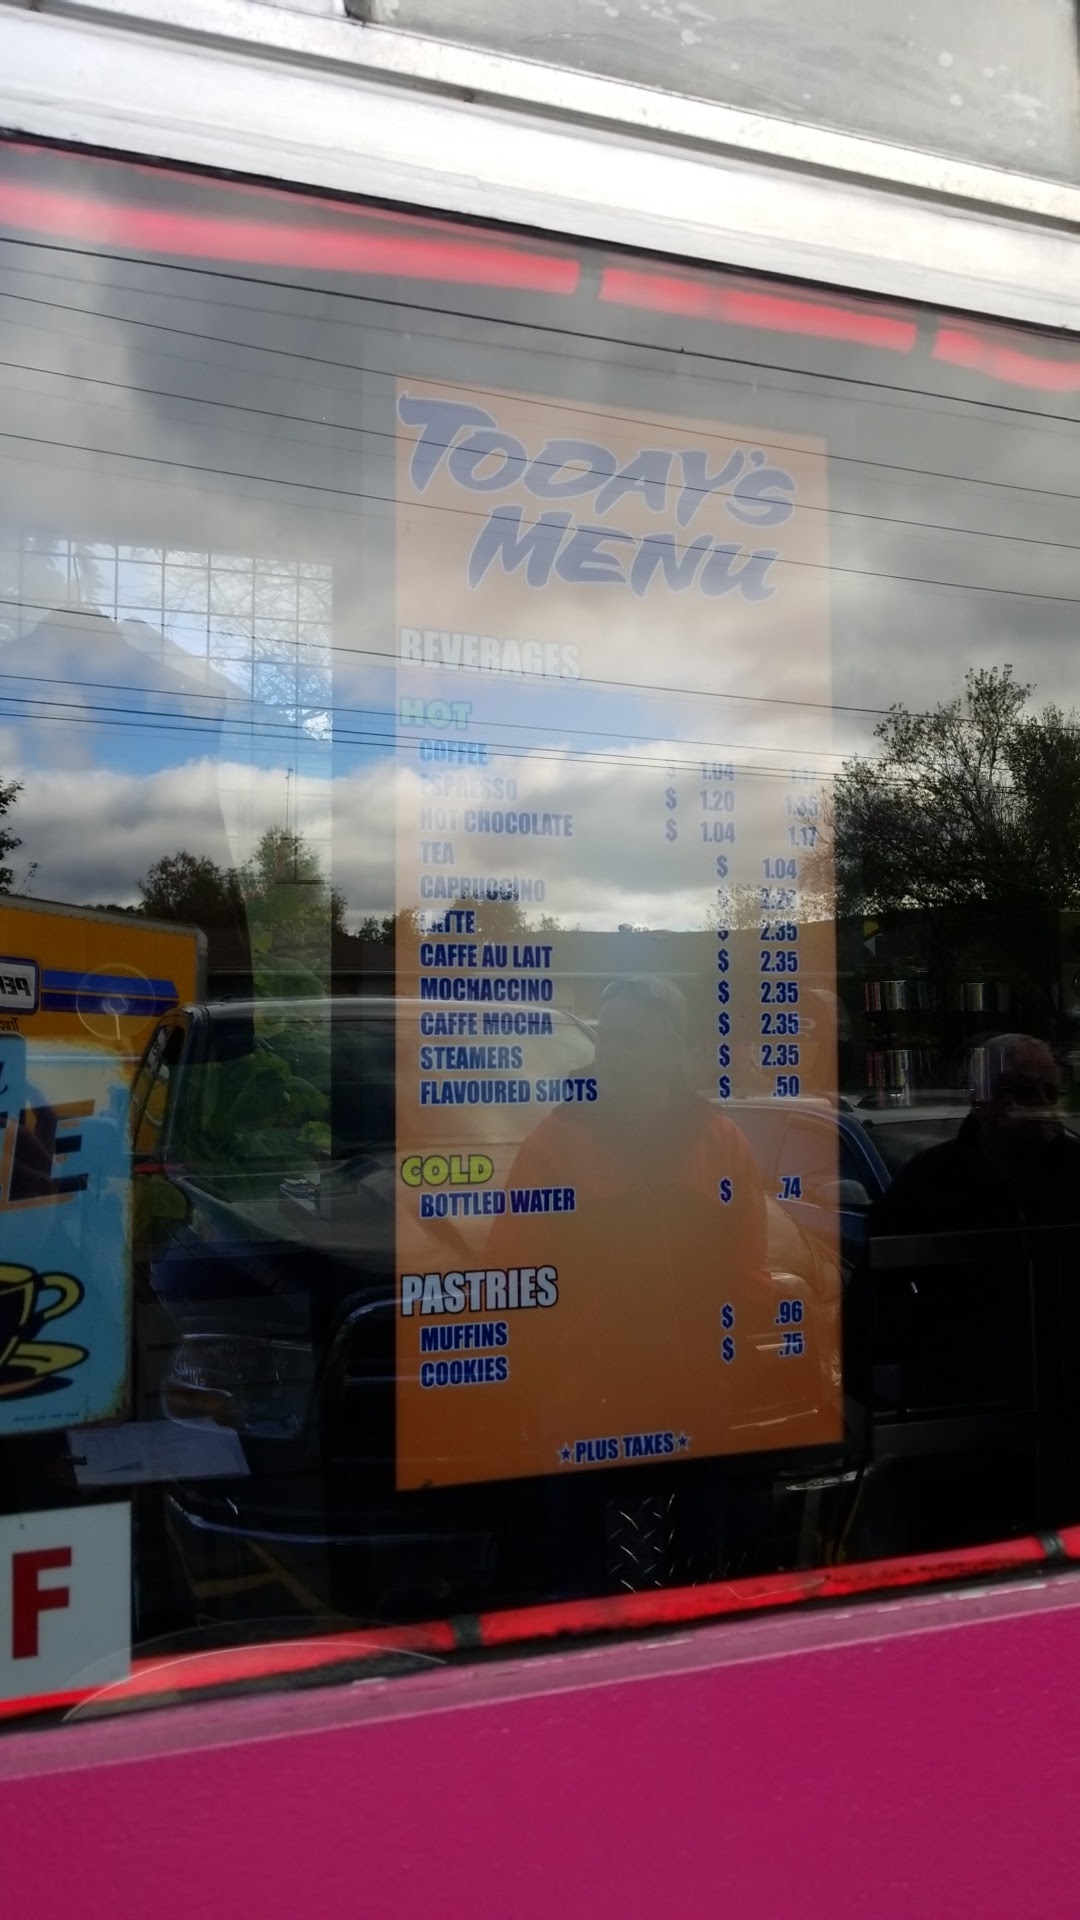 TODAY'S
MENU
BEVERAGES
HOT
COFFEE $ 1.04 1.17
ESPRESSO $ 1.20 1.35
HOT CHOCOLATE $ 1.04 1.17
TEA $ 1.04
CAPPUCCINO $
LATTE $ 2.35
CAFFE AU LAIT $ 2.35
MOCHACCINO $ 2.35
CAFFE MOCHA $ 2.35
STEAMERS $ 2.35
FLAVOURED SHOTS $ .50
COLD
BOTTLED WATER $ .74
PASTRIES
MUFFINS $ .96
COOKIES $ .75
★PLUS TAXES★
F